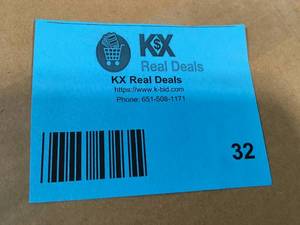 K$X
Real Deals
KX Real Deals
https://www.k-bid.com
Phone: 651-508-1171
32